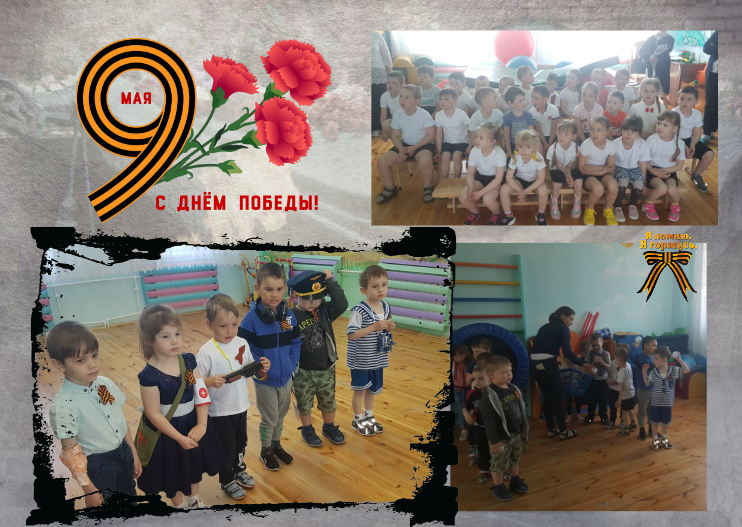 9
МАЯ
С ДНЁМ ПОБЕДЫ!
Я помню.
Я горжусь.